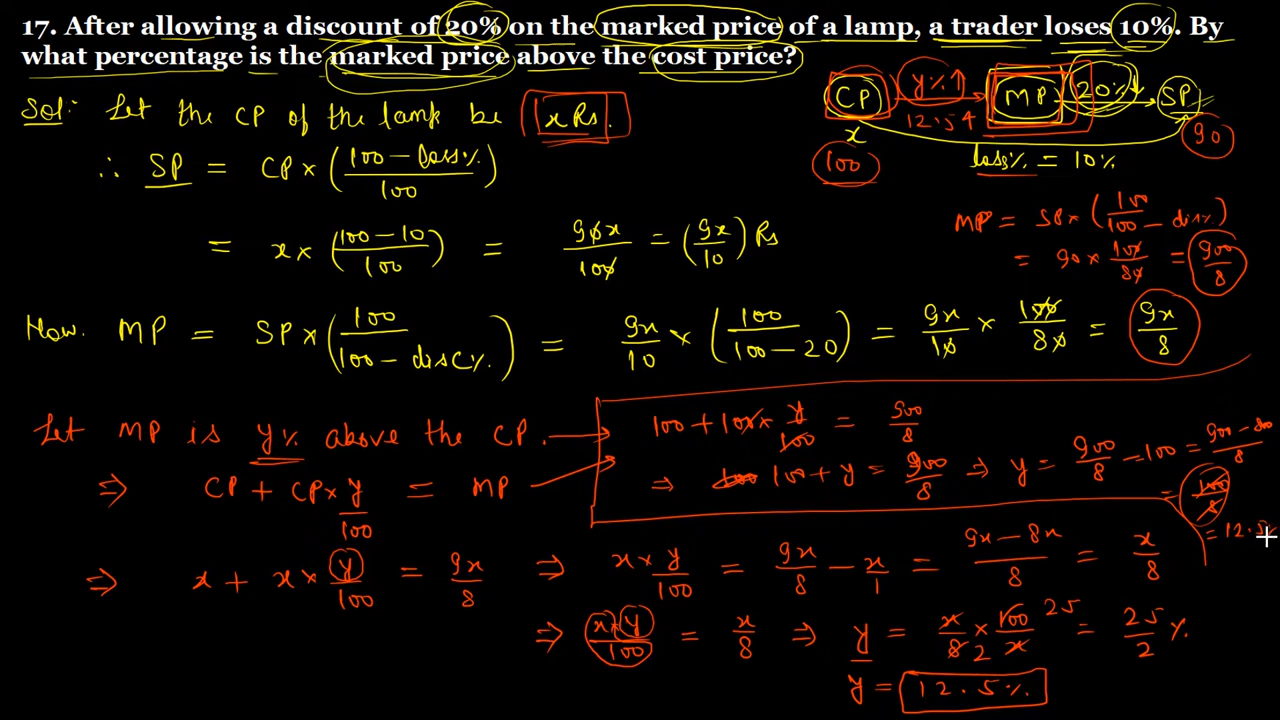 17. After allowing a discount of 20% on the marked price of a lamp, a trader loses 10%. By
what percentage is the marked price above the cost price?
CP y%↑ MP 20%↓ SP
12.5%
x
100 loss% = 10% 90
Sol: Let the CP of the lamp be x Rs.
∴ SP = CP × ((100 - loss%)/100)
= x × ((100 - 10)/100) = 90x/100 = (9x/10) Rs
MP = SP × (100/(100 - dis%))
= 90 × 100/80 = 900/8
Now. MP = SP × (100/(100 - disc%)) = 9x/10 × (100/(100 - 20)) = 9x/10 × 100/80 = 9x/8
Let MP is y% above the CP.
100 + 100 × y/100 = 900/8
⇒ 100 + y = 900/8 ⇒ y = 900/8 - 100 = (900 - 800)/8
= 100/8
= 12.5%
⇒ CP + CP × y/100 = MP
⇒ x + x × y/100 = 9x/8 ⇒ x × y/100 = 9x/8 - x/1 = (9x - 8x)/8 = x/8
⇒ (x × y)/100 = x/8 ⇒ y = x/8 × 100/x = 25/2 %
2 25
y = 12.5%